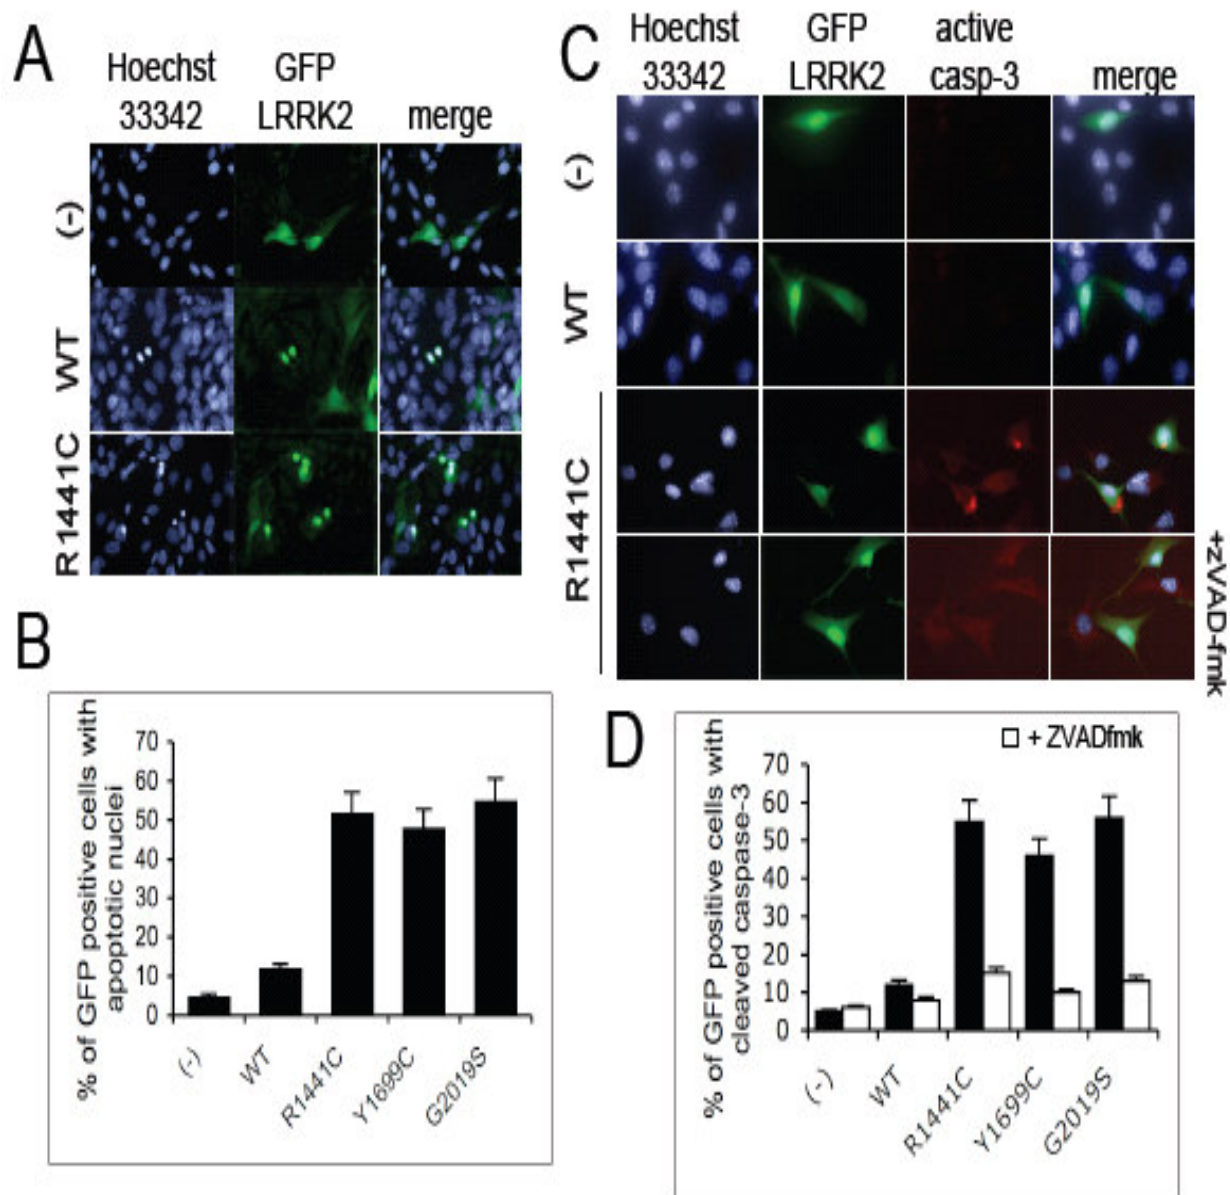 A
Hoechst
33342
GFP
LRRK2
merge
(-)
WT
R1441C
B
% of GFP positive cells with
apoptotic nuclei
70
60
50
40
30
20
10
0
(-)
WT
R1441C
Y1699C
G2019S
C
Hoechst
33342
GFP
LRRK2
active
casp-3
merge
(-)
WT
R1441C
+zVAD-fmk
D
+ ZVADfmk
% of GFP positive cells with
cleaved caspase-3
70
60
50
40
30
20
10
0
(-)
WT
R1441C
Y1699C
G2019S